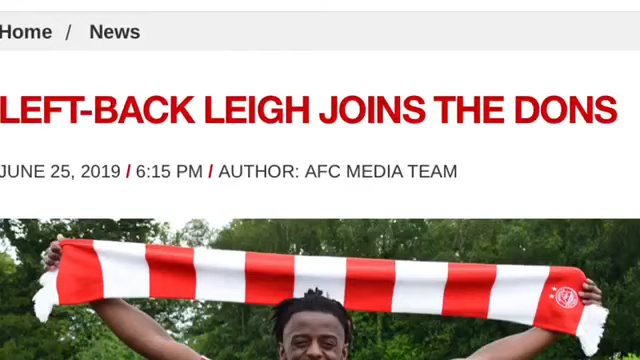 Home / News
LEFT-BACK LEIGH JOINS THE DONS
JUNE 25, 2019 / 6:15 PM / AUTHOR: AFC MEDIA TEAM